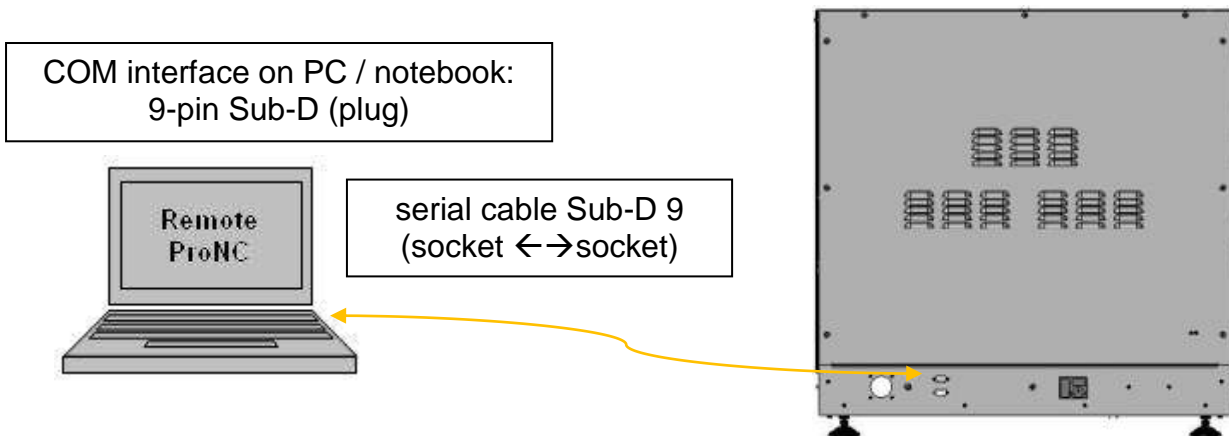 COM interface on PC / notebook:
9-pin Sub-D (plug)
Remote
ProNC
serial cable Sub-D 9
(socket ←→socket)